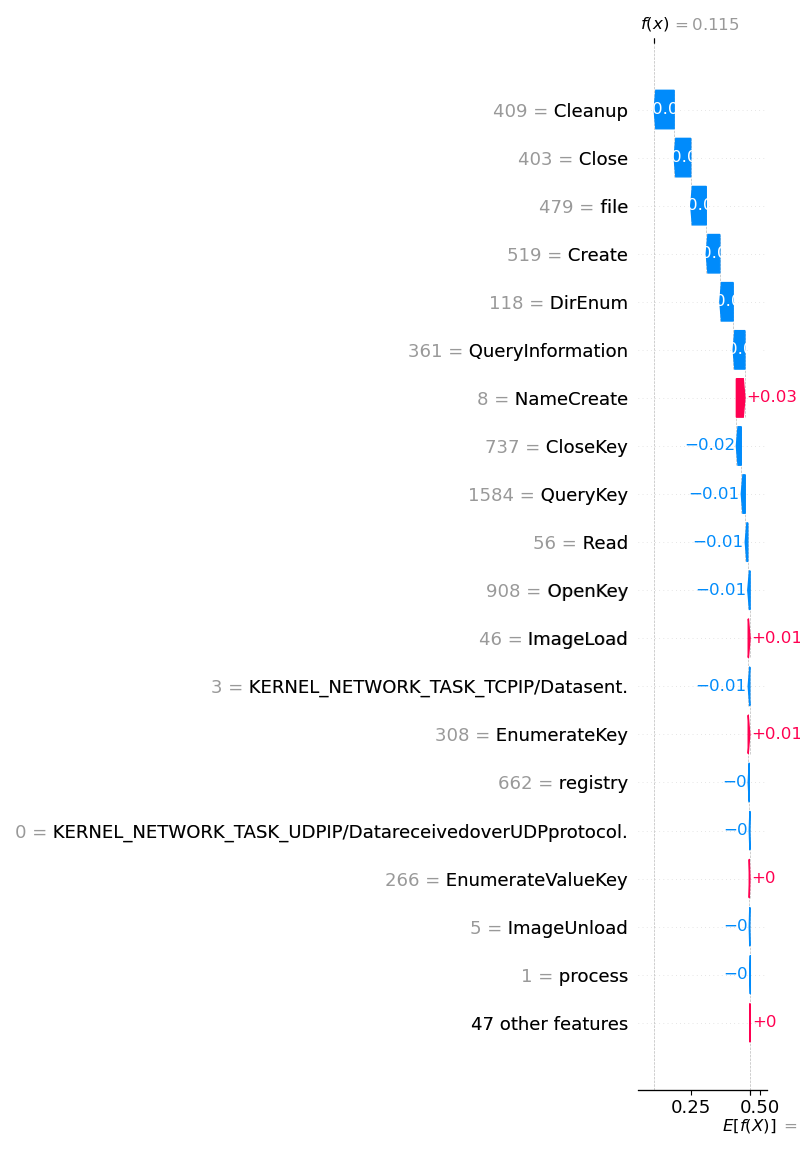 f(x) = 0.115
409 = Cleanup
403 = Close
479 = file
519 = Create
118 = DirEnum
361 = QueryInformation
8 = NameCreate +0.03
737 = CloseKey −0.02
1584 = QueryKey −0.01
56 = Read −0.01
908 = OpenKey −0.01
46 = ImageLoad +0.01
3 = KERNEL_NETWORK_TASK_TCPIP/Datasent. −0.01
308 = EnumerateKey +0.01
662 = registry −0
0 = KERNEL_NETWORK_TASK_UDPIP/DatareceivedoverUDPprotocol. −0
266 = EnumerateValueKey +0
5 = ImageUnload −0
1 = process −0
47 other features +0
0.25 0.50
E[f(X)] =